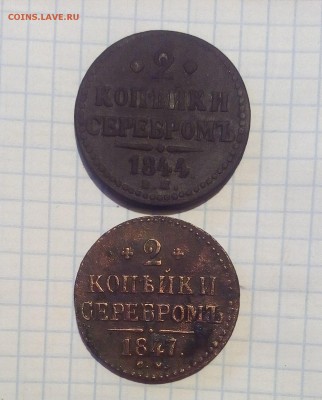 COINS.LAVE.RU
2
КОПѢЙКИ
СЕРЕБРОМЪ
1844
Е.М.
2
КОПѢЙКИ
СЕРЕБРОМЪ